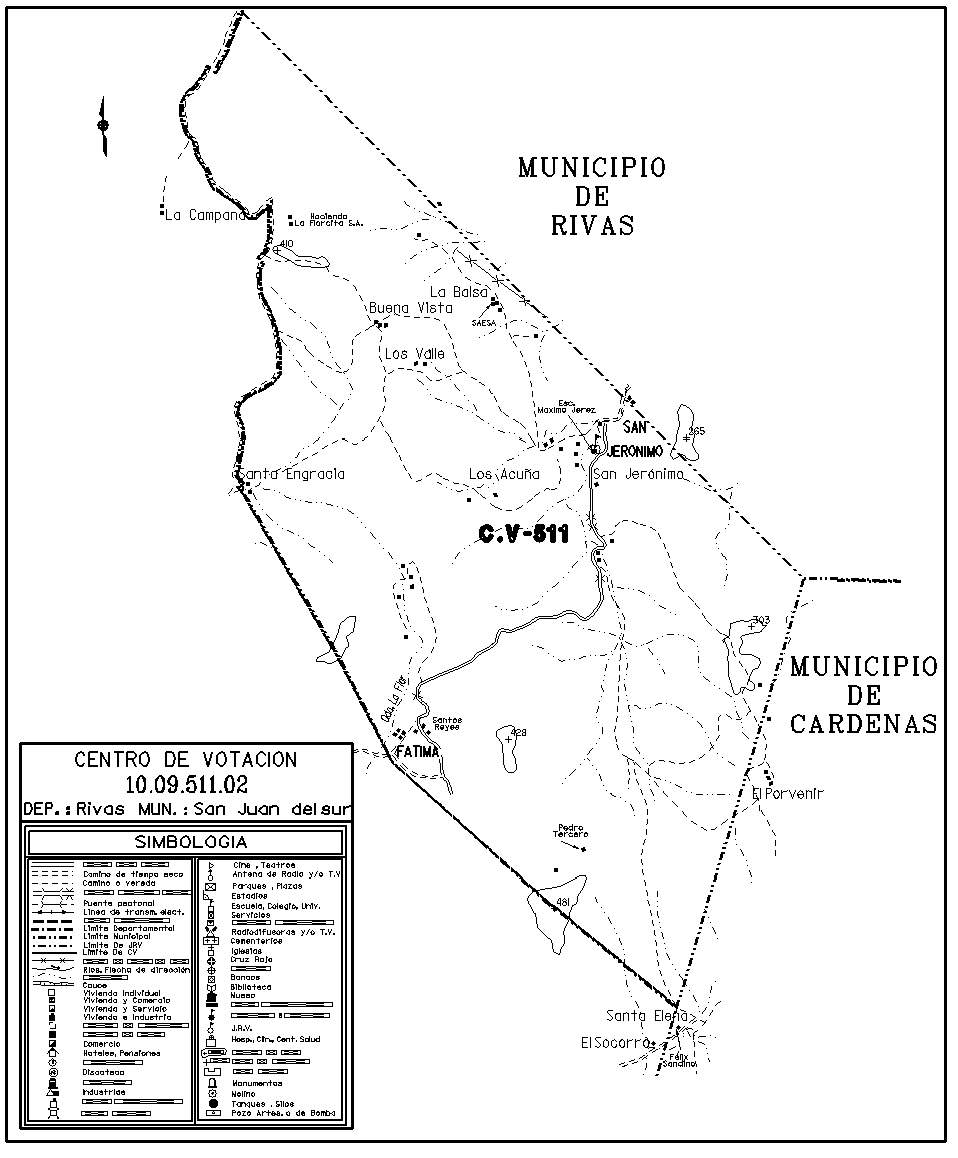 MUNICIPIO
DE
RIVAS
La Campana
Hacienda
La Florcita S.A.
410
La Balsa
Buena Vista
SAESA
Los Valle
Esc.
Maximo Jerez
SAN
JERONIMO
265
Santa Engracia
Los Acuña
San Jerónimo
C.V-511
303
MUNICIPIO
DE
CARDENAS
Qda. La Flor
Santos
Reyes
FATIMA
428
El Porvenir
Pedro
Tercero
481
Santa Elena
El Socorro
Félix
Sandino
CENTRO DE VOTACION
10.09.511.02
DEP.: Rivas MUN.: San Juan del sur
SIMBOLOGIA
Camino de tiempo seco
Camino o vereda
Puente peatonal
Linea de transm. elect.
Limite Departamental
Limite Municipal
Limite De JRV
Limite De CV
Rios. Flecha de dirección
Cauce
Vivienda Individual
Vivienda y Comercio
Vivienda y Servicio
Vivienda e Industria
Comercio
Hoteles, Pensiones
Discoteca
Industrias
Cine , Teatros
Antena de Radio y/o T.V
Parques , Plazas
Estadios
Escuela, Colegio, Univ.
Servicios
Radiodifusoras y/o T.V.
Cementerios
Iglesias
Cruz Roja
Bancos
Biblioteca
Museo
J.R.V.
Hosp., Clin., Cent. Salud
Monumentos
Molino
Tanques , Silos
Pozo Artes. o de Bomba